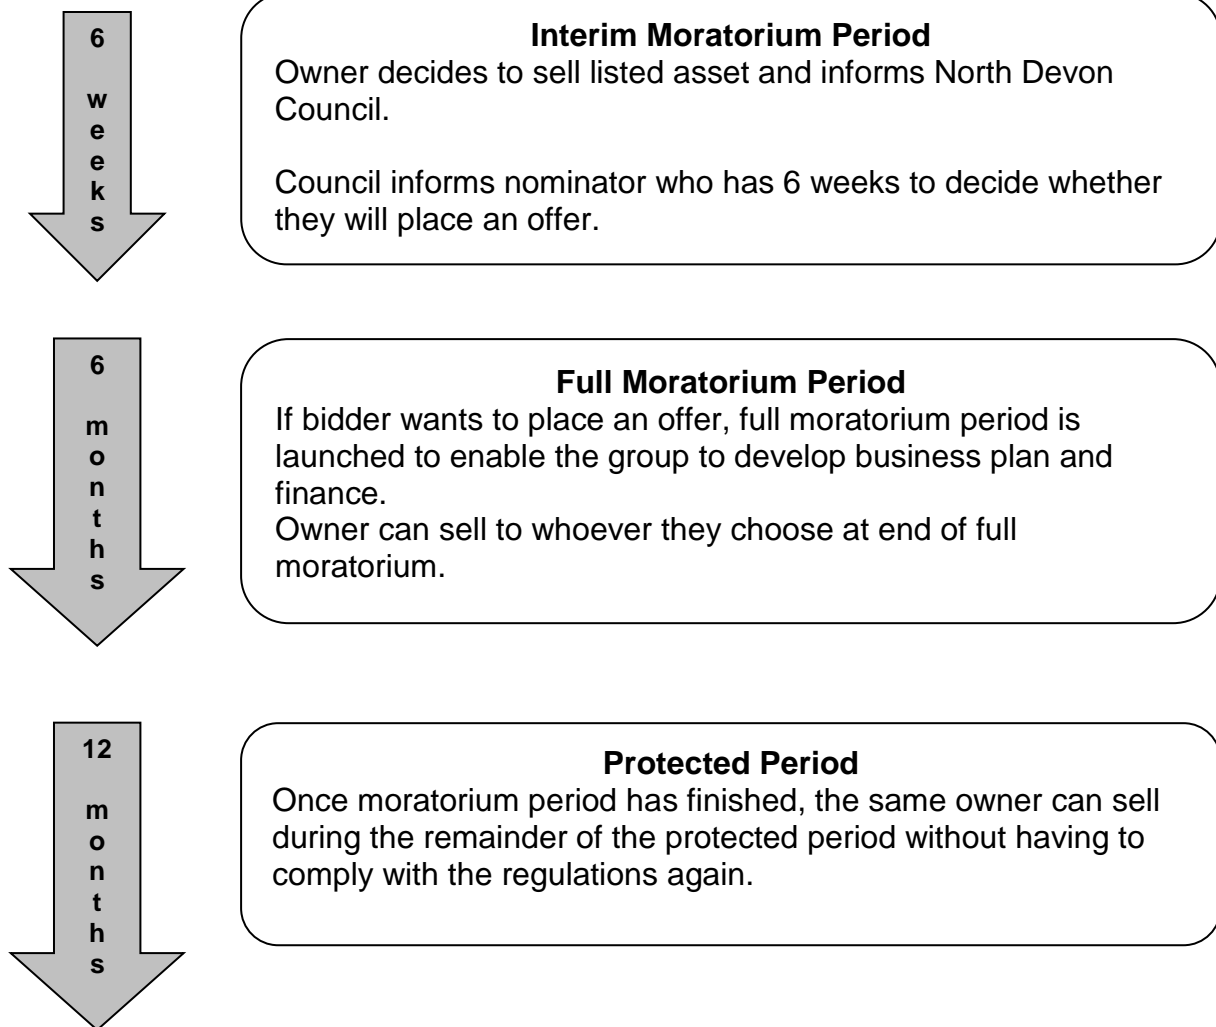 6
weeks
Interim Moratorium Period
Owner decides to sell listed asset and informs North Devon
Council.
Council informs nominator who has 6 weeks to decide whether
they will place an offer.
6
months
Full Moratorium Period
If bidder wants to place an offer, full moratorium period is
launched to enable the group to develop business plan and
finance.
Owner can sell to whoever they choose at end of full
moratorium.
12
months
Protected Period
Once moratorium period has finished, the same owner can sell
during the remainder of the protected period without having to
comply with the regulations again.